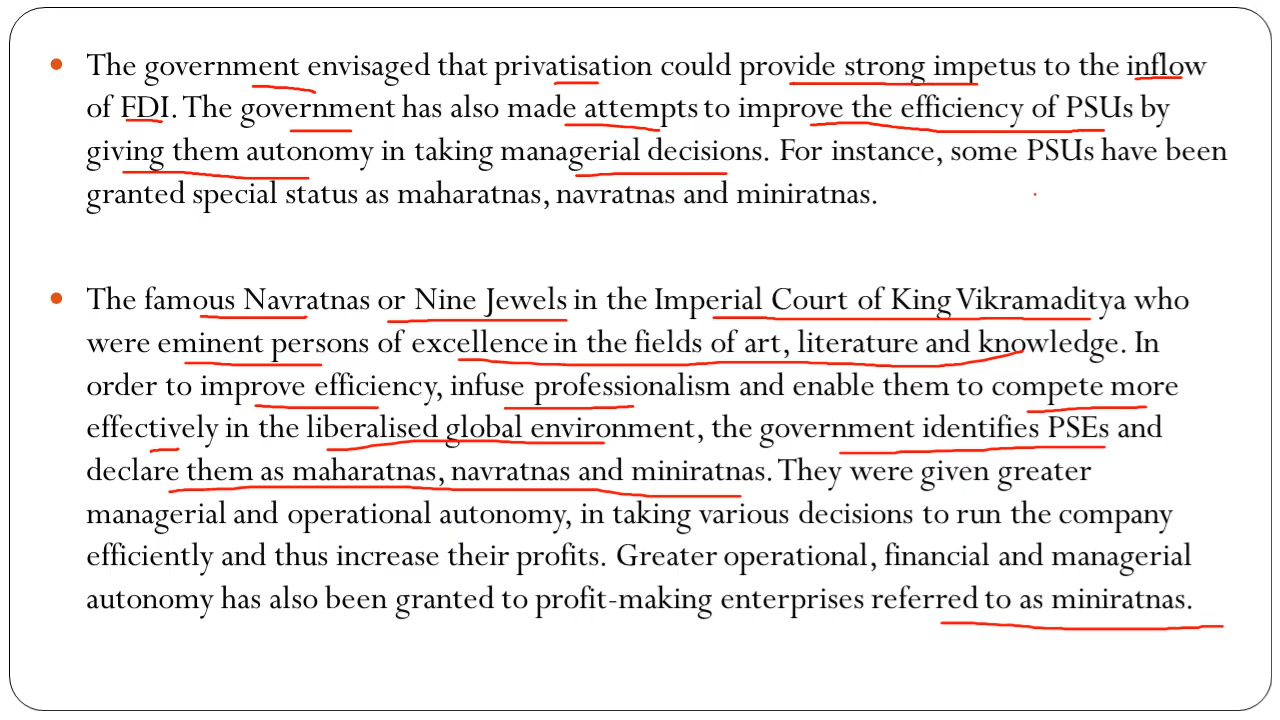 • The government envisaged that privatisation could provide strong impetus to the inflow
of FDI. The government has also made attempts to improve the efficiency of PSUs by
giving them autonomy in taking managerial decisions. For instance, some PSUs have been
granted special status as maharatnas, navratnas and miniratnas.
• The famous Navratnas or Nine Jewels in the Imperial Court of King Vikramaditya who
were eminent persons of excellence in the fields of art, literature and knowledge. In
order to improve efficiency, infuse professionalism and enable them to compete more
effectively in the liberalised global environment, the government identifies PSEs and
declare them as maharatnas, navratnas and miniratnas. They were given greater
managerial and operational autonomy, in taking various decisions to run the company
efficiently and thus increase their profits. Greater operational, financial and managerial
autonomy has also been granted to profit-making enterprises referred to as miniratnas.